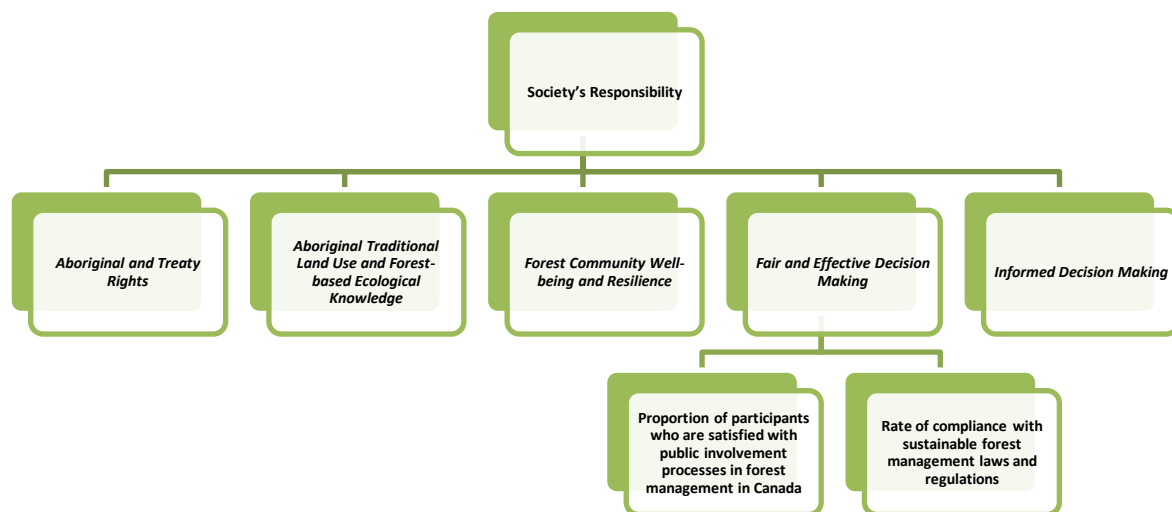 Society’s Responsibility
Aboriginal and Treaty
Rights
Aboriginal Traditional
Land Use and Forest-
based Ecological
Knowledge
Forest Community Well-
being and Resilience
Fair and Effective Decision
Making
Informed Decision Making
Proportion of participants
who are satisfied with
public involvement
processes in forest
management in Canada
Rate of compliance with
sustainable forest
management laws and
regulations